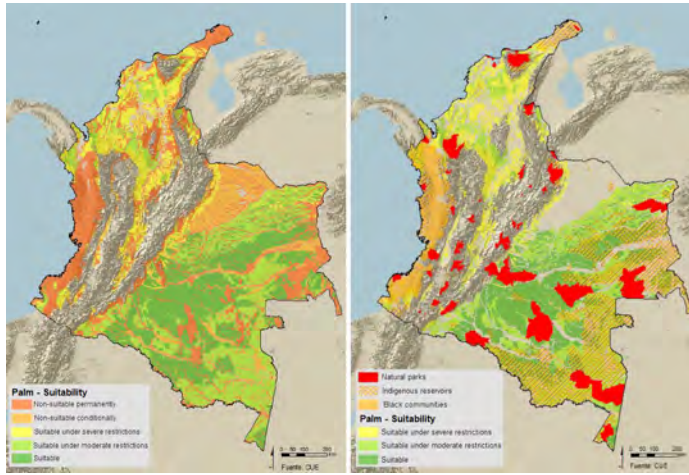 Palm - Suitability
Non-suitable permanently
Non-suitable conditionally
Suitable under severe restrictions
Suitable under moderate restrictions
Suitable
Fuente: CUE
Natural parks
Indigenous reservoirs
Black communities
Palm - Suitability
Suitable under severe restrictions
Suitable under moderate restrictions
Suitable
Fuente: CUE